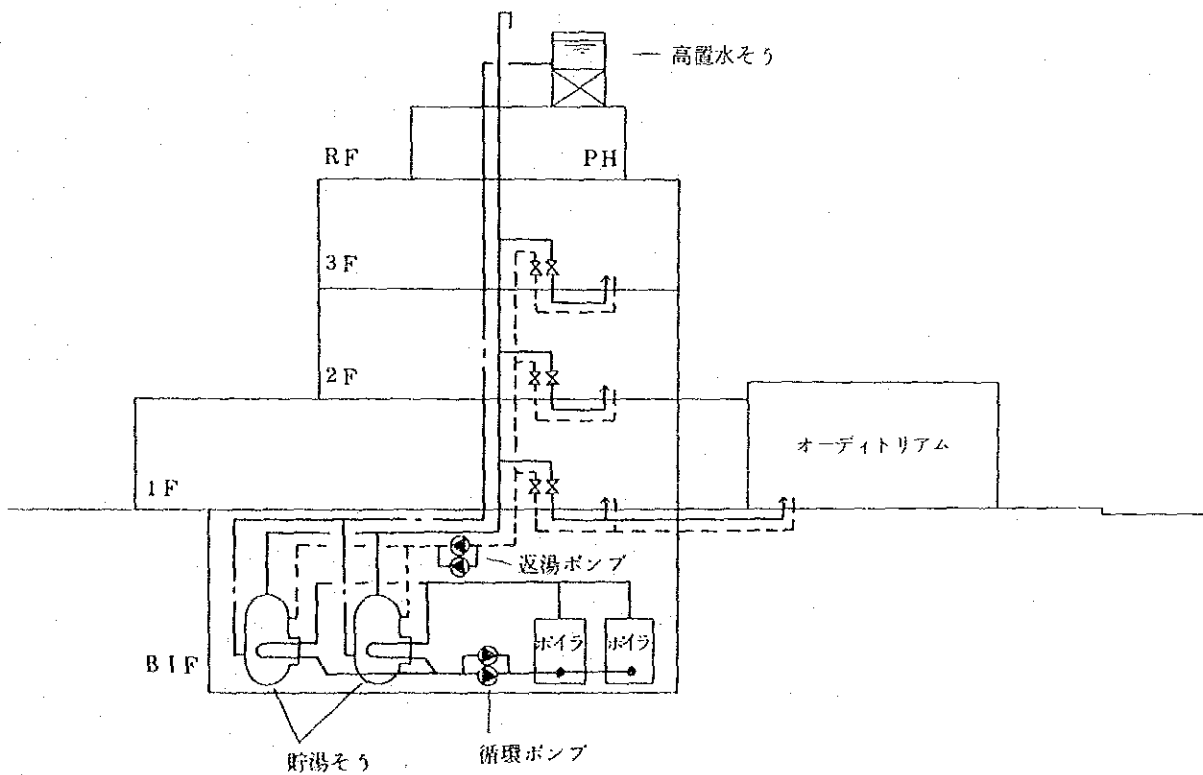 高置水そう
RF
PH
3F
2F
オーディトリアム
1F
返湯ポンプ
ボイラ
ボイラ
B1F
循環ポンプ
貯湯そう